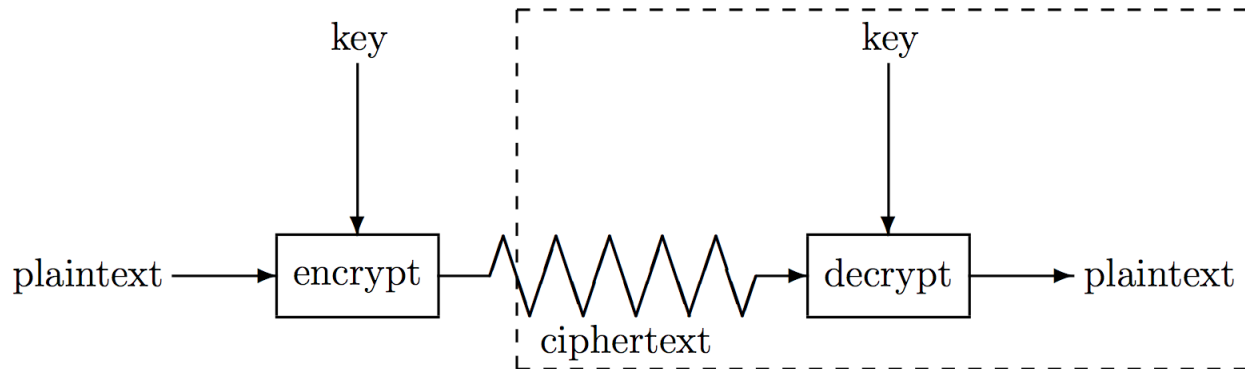 key
key
plaintext
encrypt
decrypt
plaintext
ciphertext